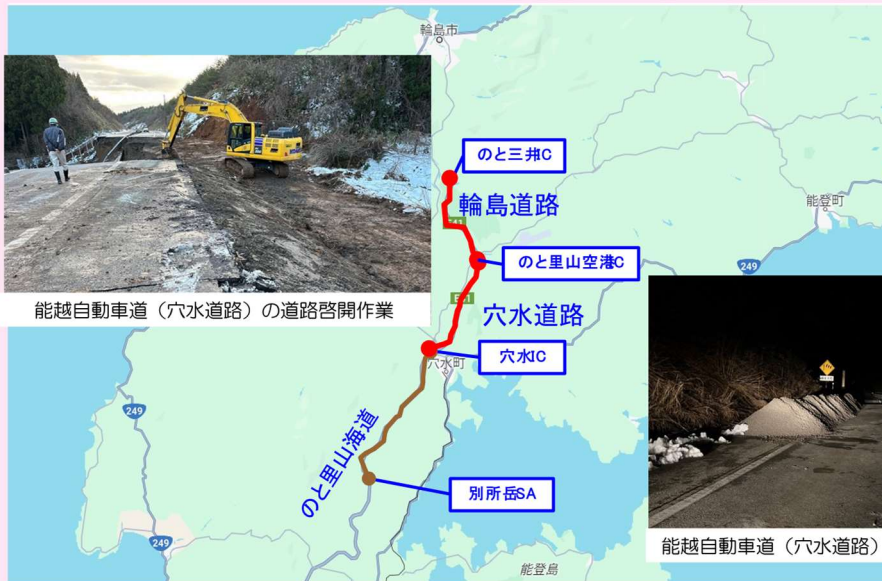 輪島市
のと三井IC
輪島道路
E41
能登町
のと里山空港IC
249
E41
穴水道路
能越自動車道（穴水道路）の道路啓開作業
穴水IC
穴水町
249
のと里山海道
別所岳SA
249
能登島
能越自動車道（穴水道路）